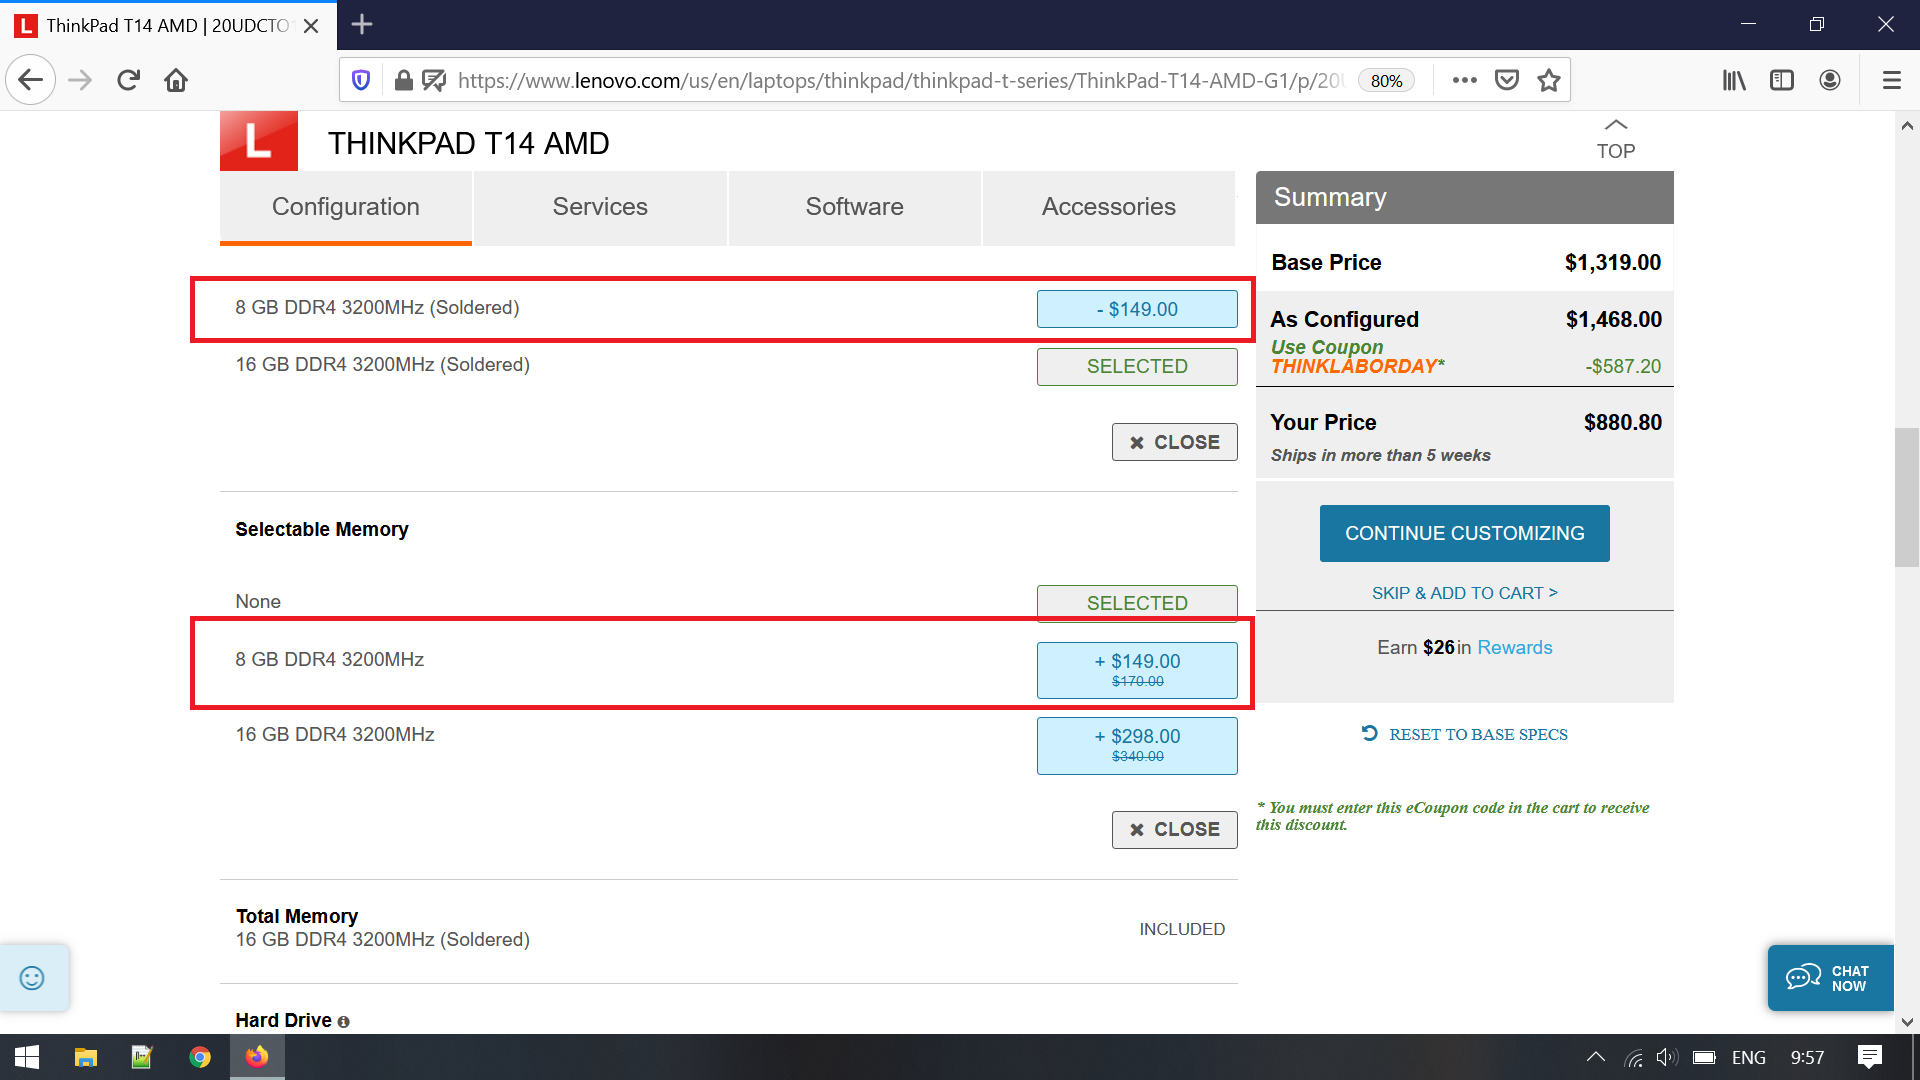 ThinkPad T14 AMD | 20UDCTO1
https://www.lenovo.com/us/en/laptops/thinkpad/thinkpad-t-series/ThinkPad-T14-AMD-G1/p/20U
80%
L
THINKPAD T14 AMD
TOP
Configuration
Services
Software
Accessories
8 GB DDR4 3200MHz (Soldered)
- $149.00
16 GB DDR4 3200MHz (Soldered)
SELECTED
CLOSE
Selectable Memory
None
SELECTED
8 GB DDR4 3200MHz
+ $149.00
$170.00
16 GB DDR4 3200MHz
+ $298.00
$340.00
CLOSE
Total Memory
16 GB DDR4 3200MHz (Soldered)
INCLUDED
Hard Drive
Summary
Base Price $1,319.00
As Configured $1,468.00
Use Coupon
THINKLABORDAY* -$587.20
Your Price $880.80
Ships in more than 5 weeks
CONTINUE CUSTOMIZING
SKIP & ADD TO CART >
Earn $26in Rewards
RESET TO BASE SPECS
* You must enter this eCoupon code in the cart to receive
this discount.
CHAT
NOW
ENG
9:57